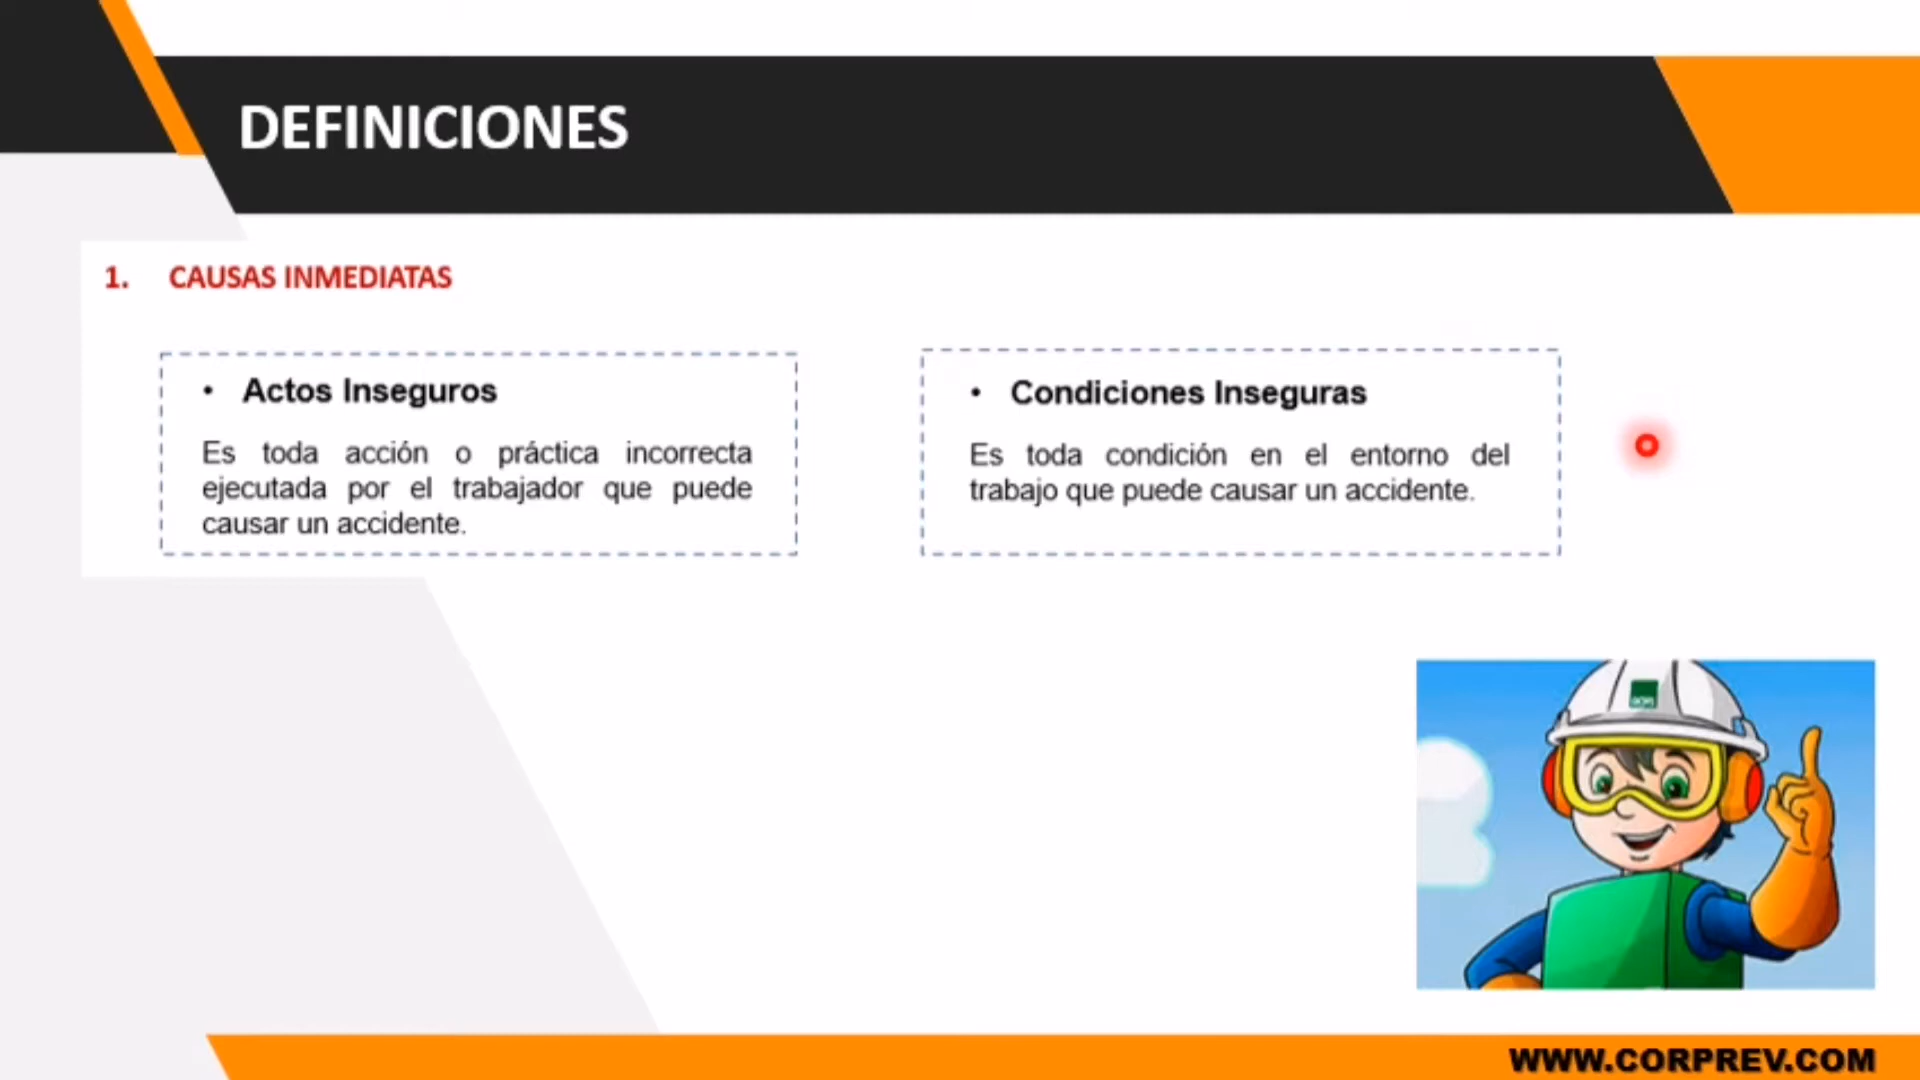 DEFINICIONES
1. CAUSAS INMEDIATAS
• Actos Inseguros
Es toda acción o práctica incorrecta
ejecutada por el trabajador que puede
causar un accidente.
• Condiciones Inseguras
Es toda condición en el entorno del
trabajo que puede causar un accidente.
WWW.CORPREV.COM